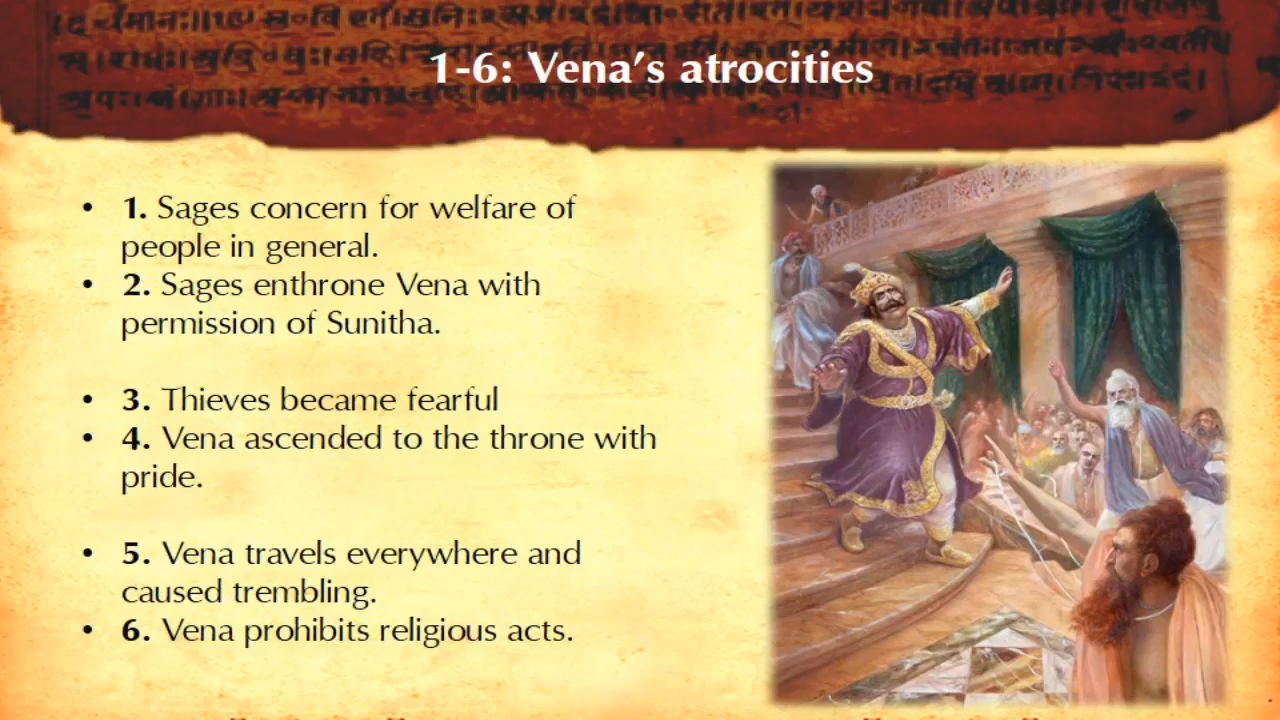 1-6: Vena’s atrocities
• 1. Sages concern for welfare of
people in general.
• 2. Sages enthrone Vena with
permission of Sunitha.
• 3. Thieves became fearful
• 4. Vena ascended to the throne with
pride.
• 5. Vena travels everywhere and
caused trembling.
• 6. Vena prohibits religious acts.